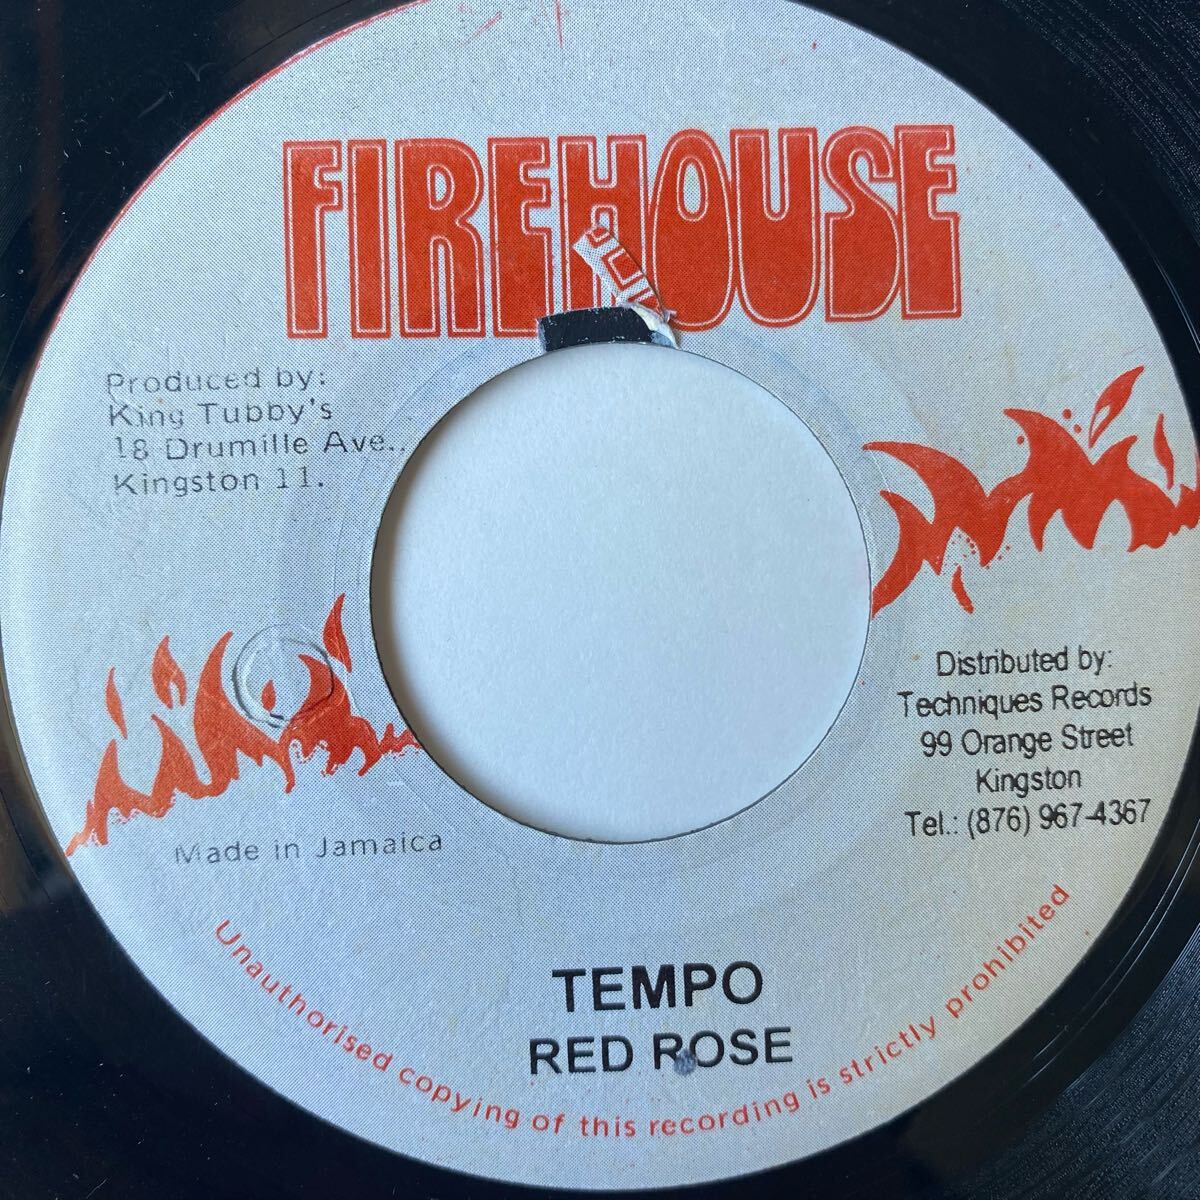 FIREHOUSE
Produced by:
King Tubby's
18 Drumille Ave..
Kingston 11.
Distributed by:
Techniques Records
99 Orange Street
Kingston
Tel.: (876) 967-4367
Made in Jamaica
TEMPO
RED ROSE
Unauthorised copying of this recording is strictly prohibited